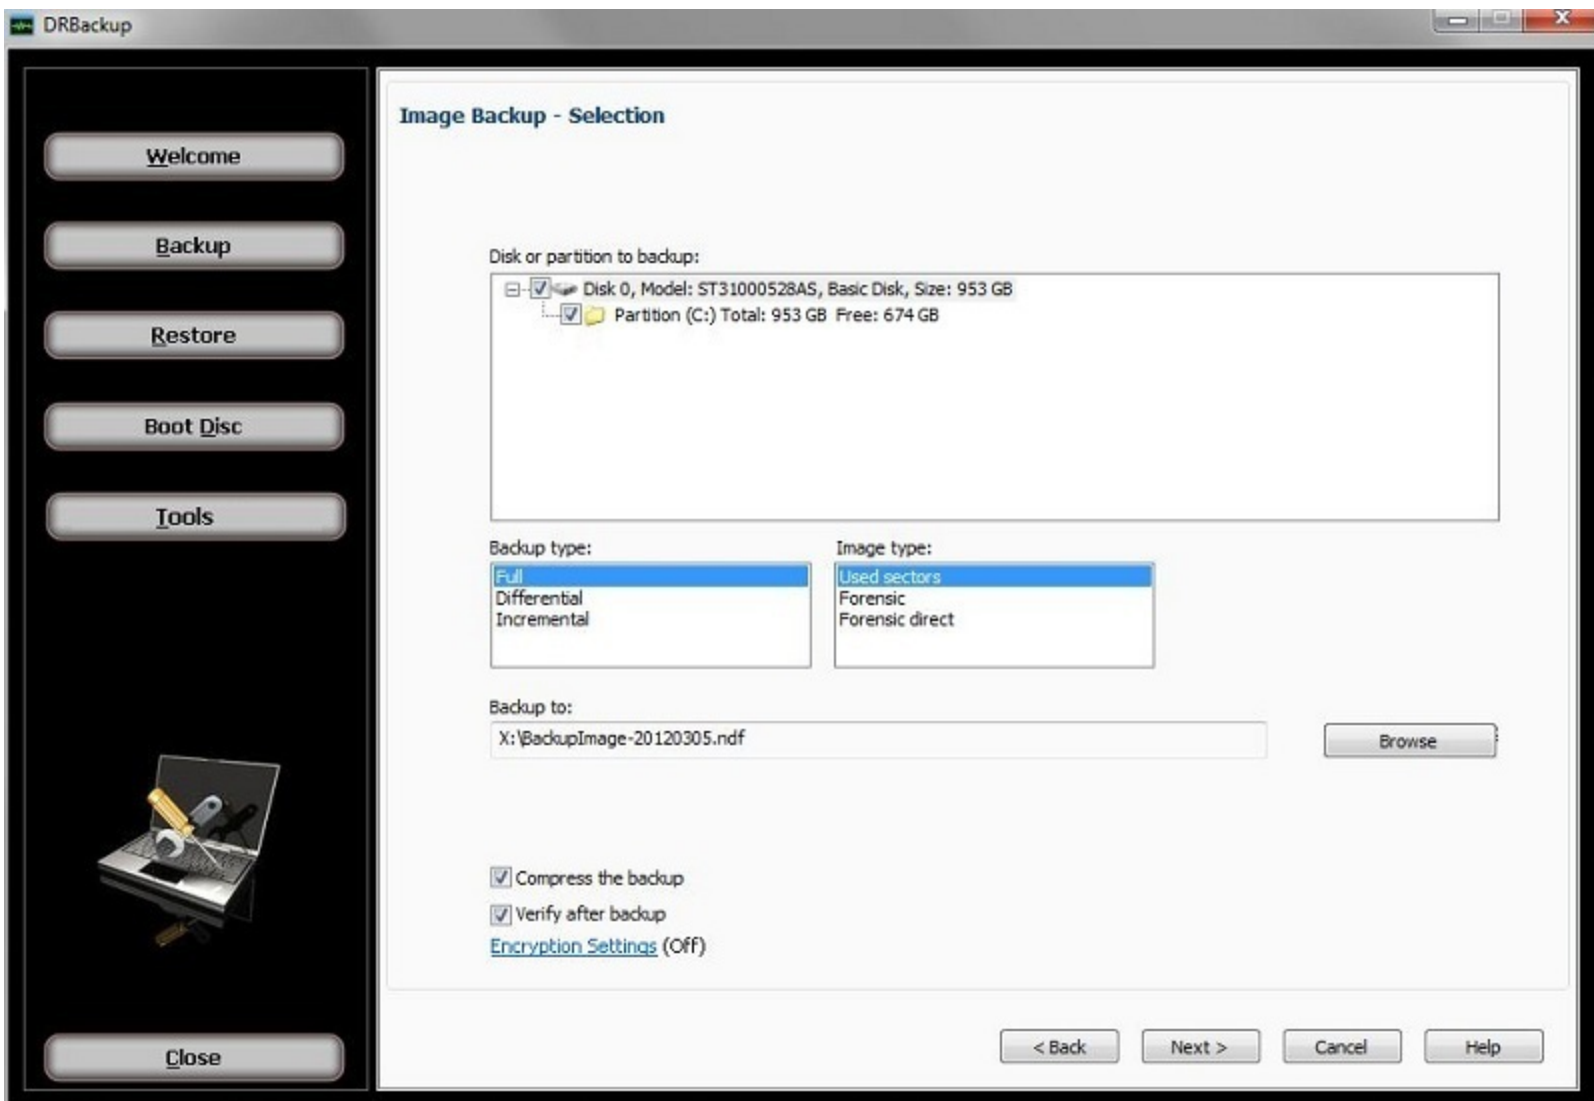 DRBackup
Welcome
Backup
Restore
Boot Disc
Tools
Close
Image Backup - Selection
Disk or partition to backup:
Disk 0, Model: ST31000528AS, Basic Disk, Size: 953 GB
Partition (C:) Total: 953 GB Free: 674 GB
Backup type:
Full
Differential
Incremental
Image type:
Used sectors
Forensic
Forensic direct
Backup to:
X:\BackupImage-20120305.ndf
Browse
Compress the backup
Verify after backup
Encryption Settings (Off)
< Back
Next >
Cancel
Help